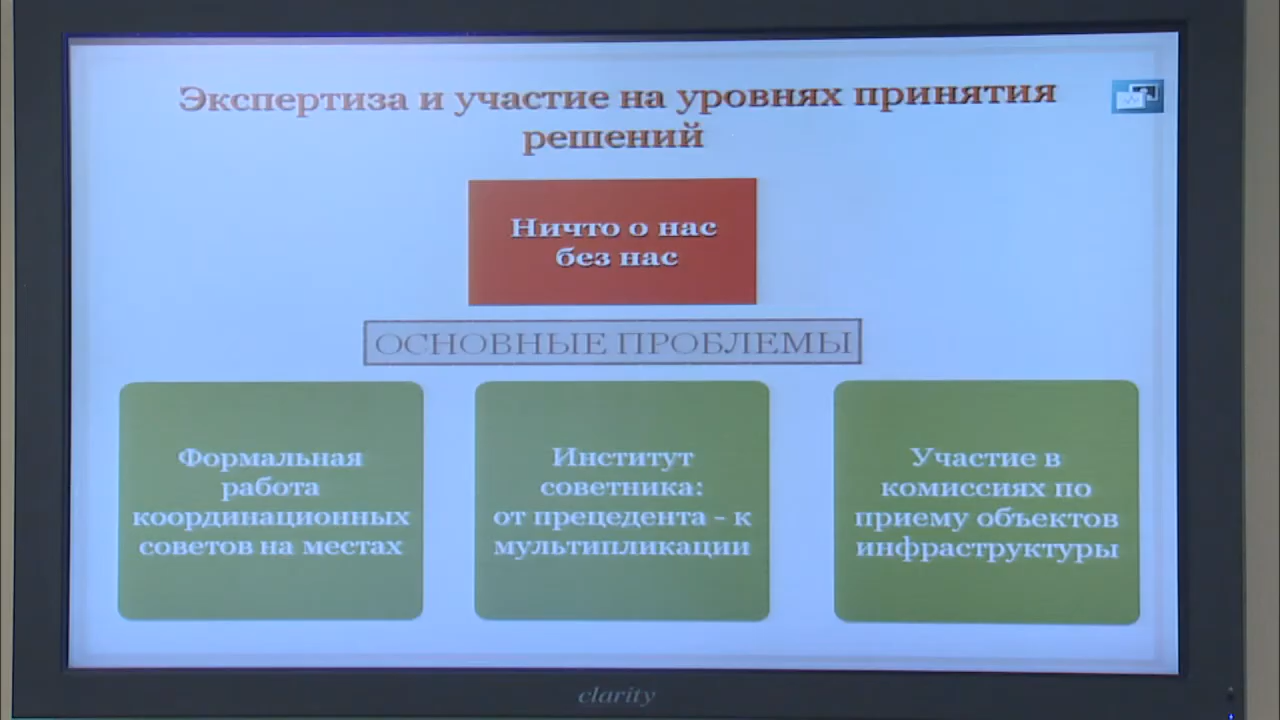 Экспертиза и участие на уровнях принятия
решений
Ничто о нас
без нас
ОСНОВНЫЕ ПРОБЛЕМЫ
Формальная
работа
координационных
советов на местах
Институт
советника:
от прецедента - к
мультипликации
Участие в
комиссиях по
приему объектов
инфраструктуры
clarity